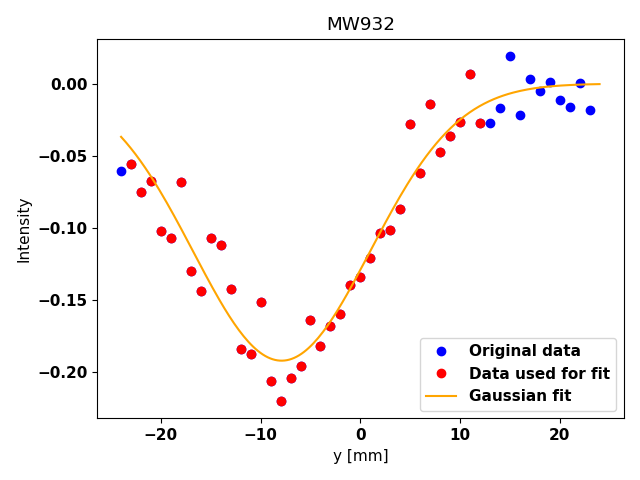 MW932
0.00
−0.05
−0.10
−0.15
−0.20
Intensity
Original data
Data used for fit
Gaussian fit
−20
−10
0
10
20
y [mm]